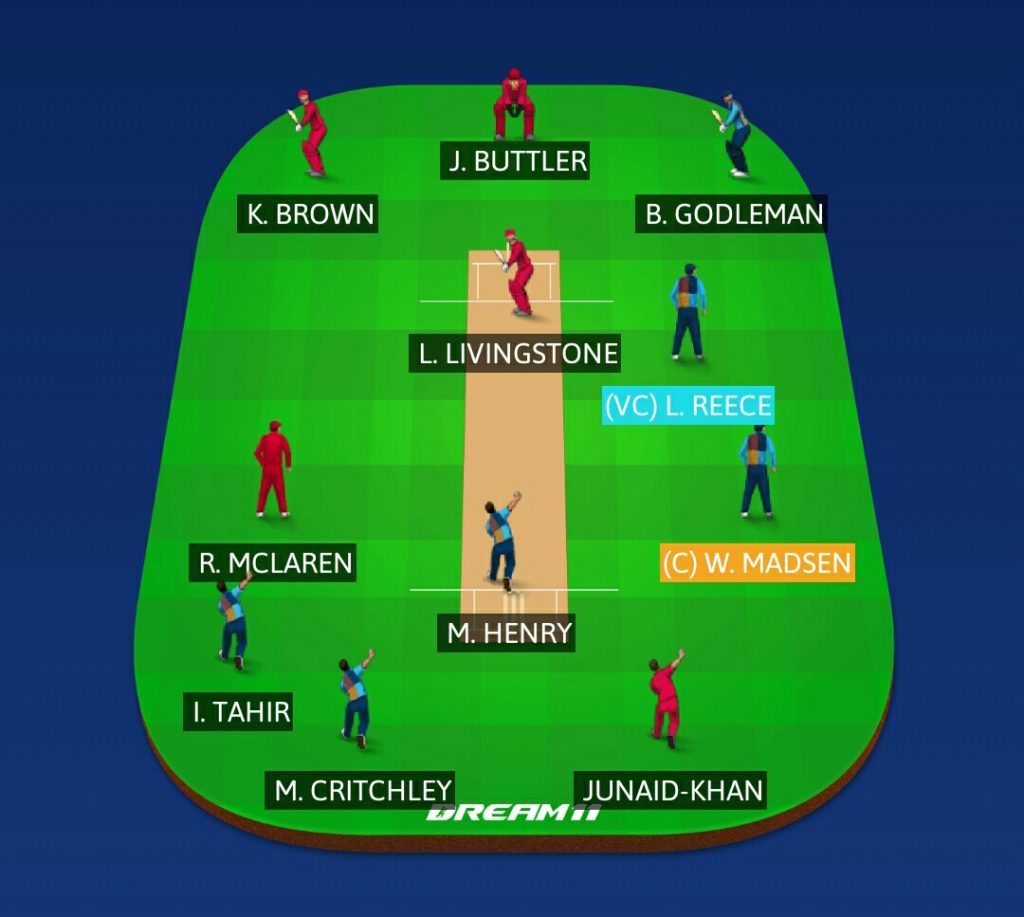 J. BUTTLER
K. BROWN
B. GODLEMAN
L. LIVINGSTONE
(VC) L. REECE
R. MCLAREN
(C) W. MADSEN
M. HENRY
I. TAHIR
M. CRITCHLEY
JUNAID-KHAN
DREAM11